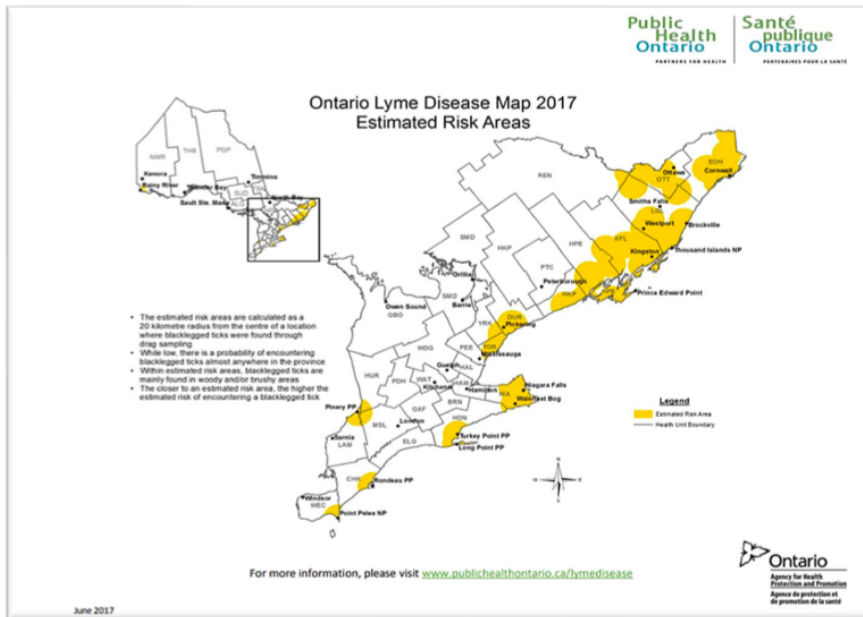 Public
Health
Ontario
PARTNERS FOR HEALTH
Santé
publique
Ontario
PARTENAIRES POUR LA SANTÉ
Ontario Lyme Disease Map 2017
Estimated Risk Areas
NWR
THB
PQP
Kenora
Rainy River
Timmins
SUD
ALG
Sault Ste. Marie
North Bay
REN
OTT
Ottawa
EOH
Cornwall
Smiths Falls
LGL
Westport
Brockville
KFL
Thousand Islands NP
Kingston
HPE
Prince Edward Point
SMD
HKP
PTC
Peterborough
HKP
Orillia
SMD
Barrie
Owen Sound
GBO
YRK
DUR
Pickering
TOR
PEE
Mississauga
WDG
Guelph
HAL
HUR
PDH
WAT
Kitchener
HAM
Hamilton
Niagara Falls
NIA
Wainfleet Bog
BRN
Pinery PP
OXF
MSL
London
HDN
Turkey Point PP
Long Point PP
Sarnia
LAM
ELG
CHK
Rondeau PP
Windsor
WEC
Point Pelee NP
• The estimated risk areas are calculated as a
20 kilometre radius from the centre of a location
where blacklegged ticks were found through
drag sampling
• While low, there is a probability of encountering
blacklegged ticks almost anywhere in the province
• Within estimated risk areas, blacklegged ticks are
mainly found in woody and/or brushy areas
• The closer to an estimated risk area, the higher the
estimated risk of encountering a blacklegged tick
Legend
Estimated Risk Area
Health Unit Boundary
N
W
E
S
For more information, please visit www.publichealthontario.ca/lymedisease
Ontario
Agency for Health
Protection and Promotion
Agence de protection et
de promotion de la santé
June 2017